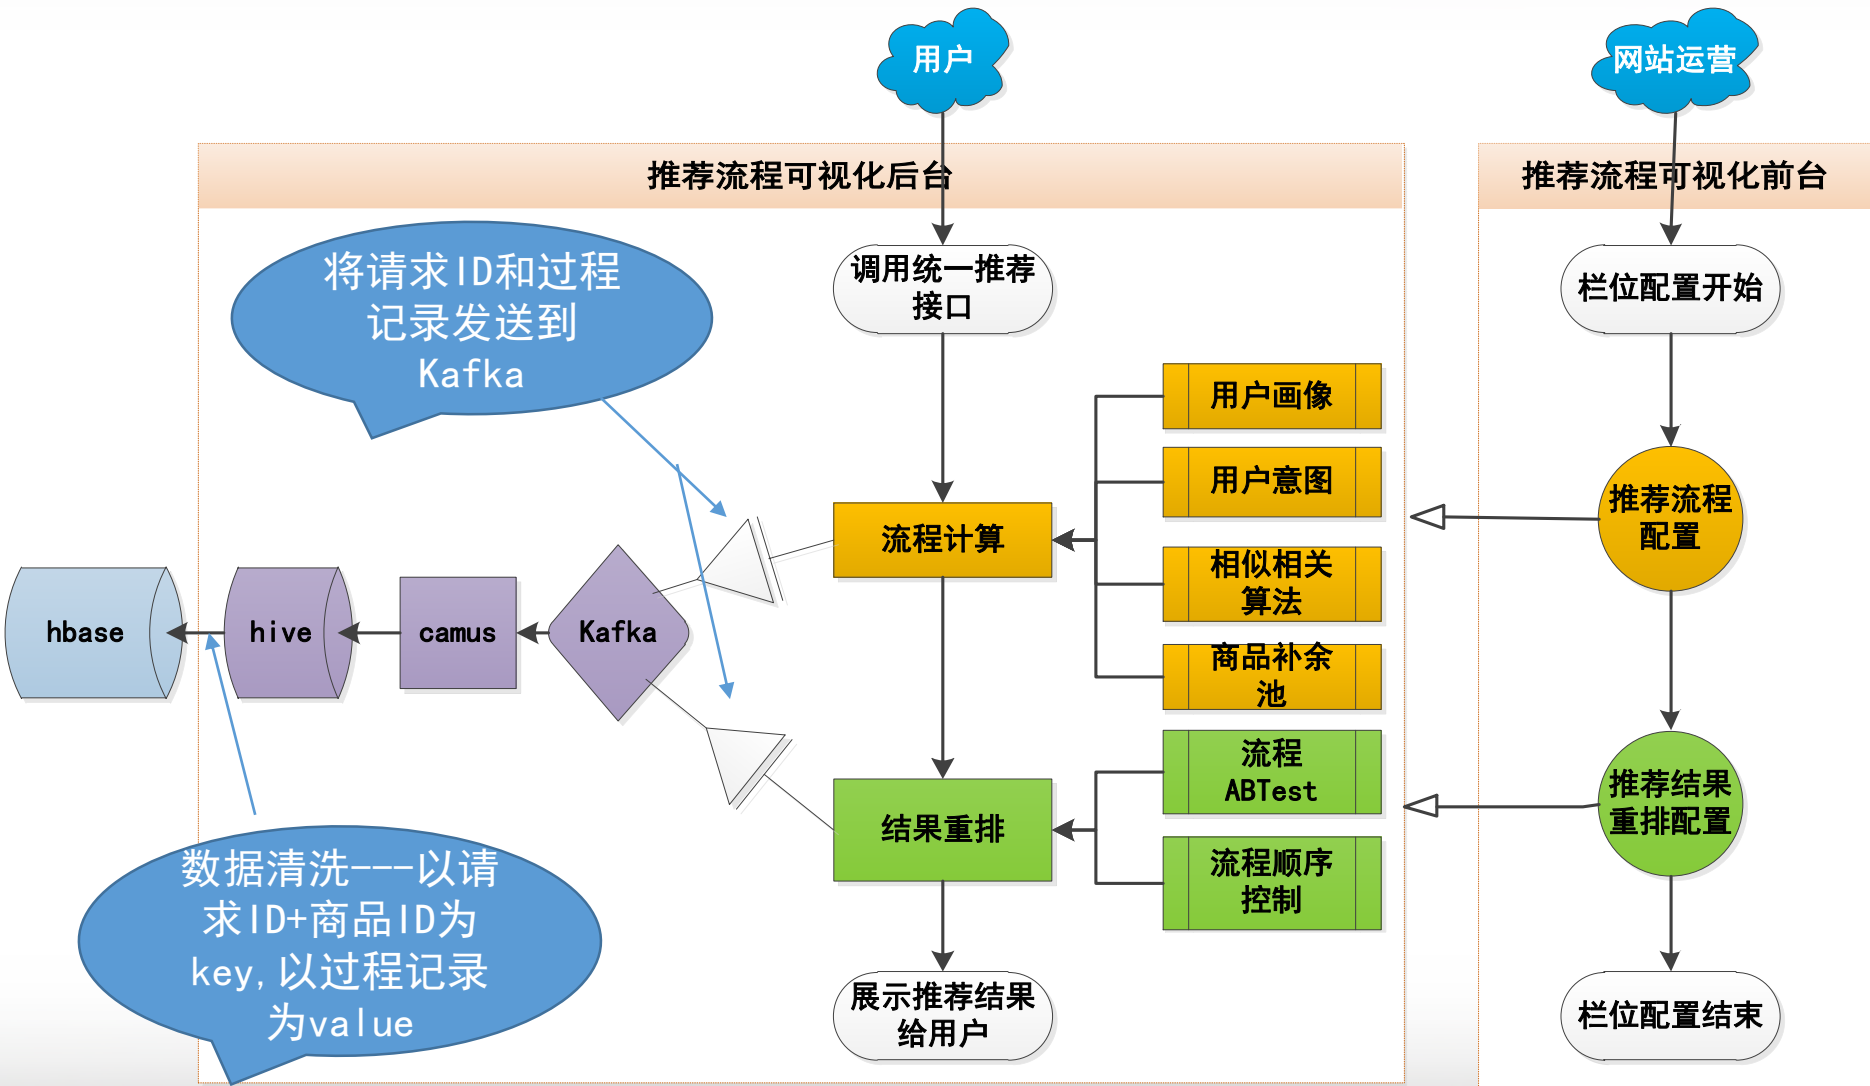 用户
网站运营
推荐流程可视化后台
推荐流程可视化前台
将请求ID和过程
记录发送到
Kafka
调用统一推荐
接口
栏位配置开始
用户画像
用户意图
相似相关
算法
商品补余
池
流程计算
推荐流程
配置
hbase
hive
camus
Kafka
流程
ABTest
流程顺序
控制
结果重排
推荐结果
重排配置
数据清洗---以请
求ID+商品ID为
key,以过程记录
为value
展示推荐结果
给用户
栏位配置结束